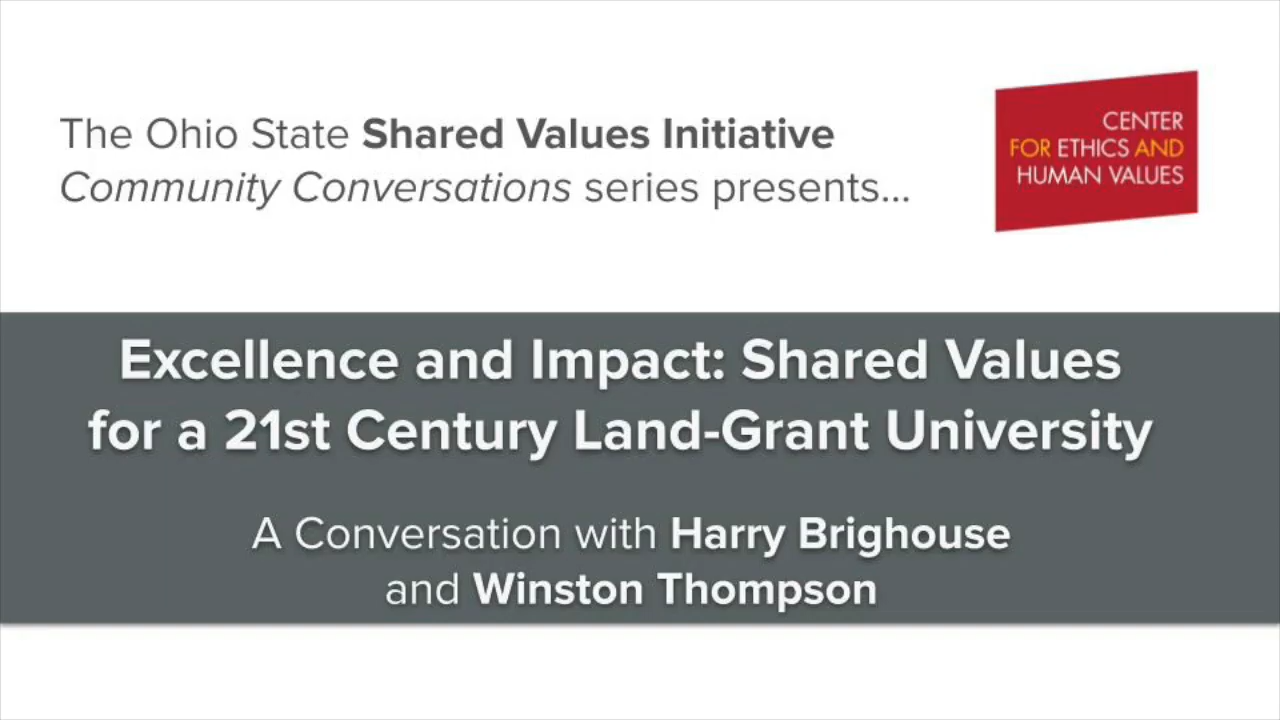 The Ohio State Shared Values Initiative
Community Conversations series presents...
CENTER
FOR ETHICS AND
HUMAN VALUES
Excellence and Impact: Shared Values
for a 21st Century Land-Grant University
A Conversation with Harry Brighouse
and Winston Thompson